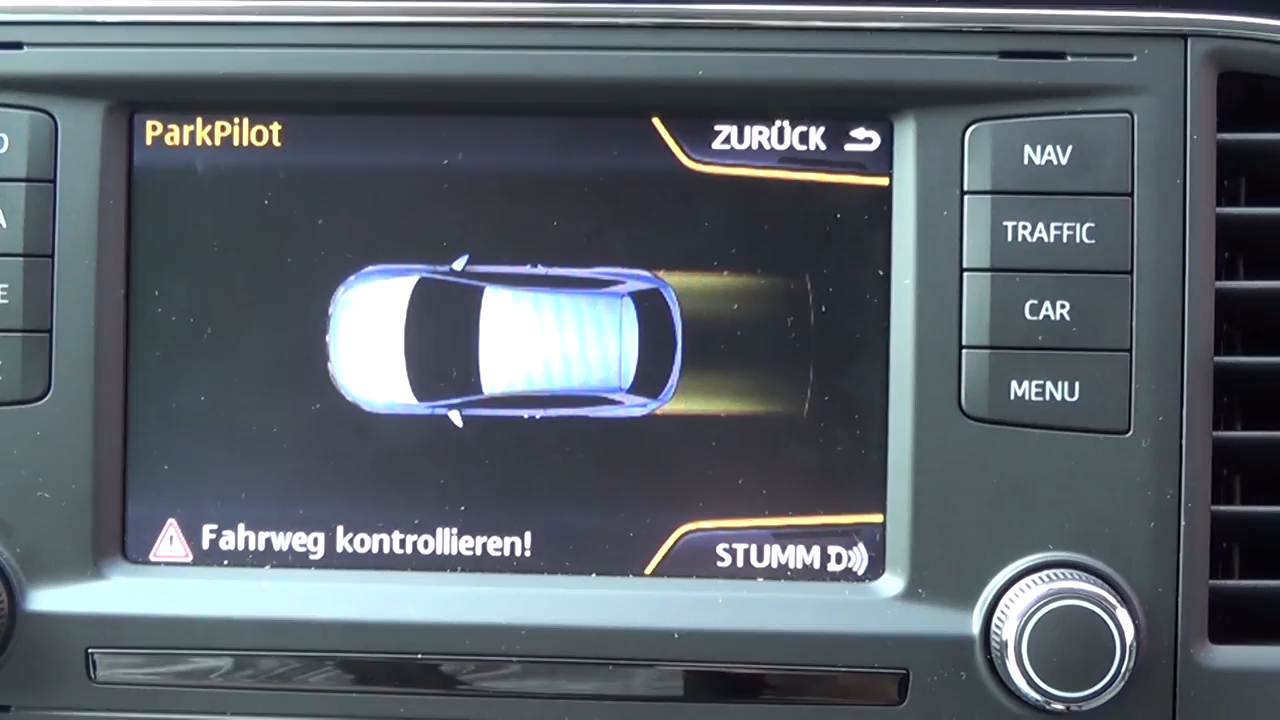 ParkPilot
ZURÜCK
NAV
TRAFFIC
CAR
MENU
Fahrweg kontrollieren!
STUMM